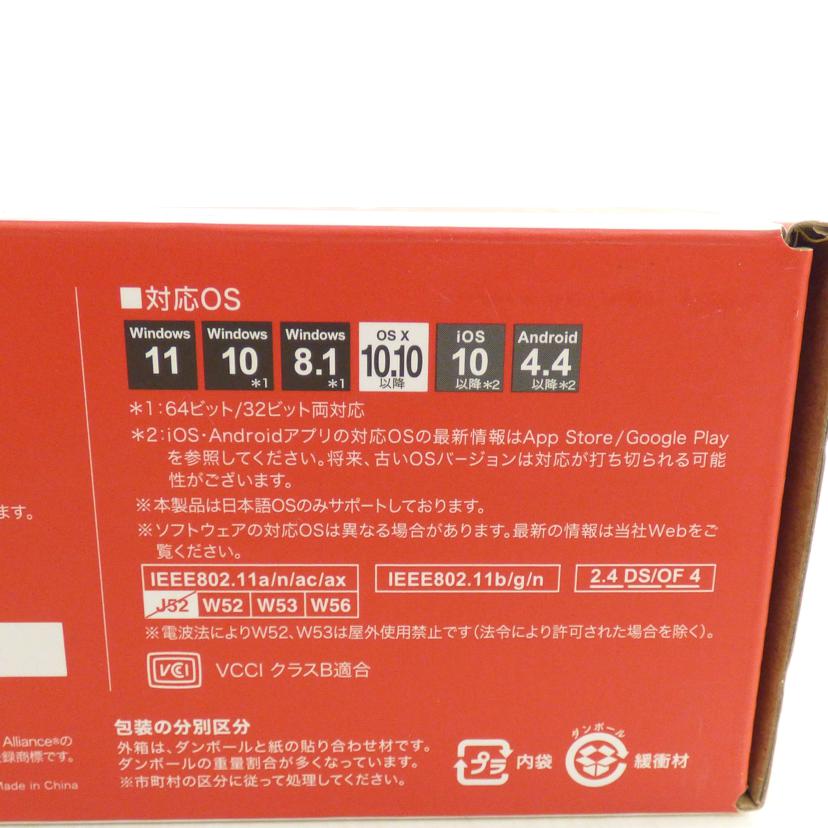 ■対応OS
Windows 11
Windows 10 *1
Windows 8.1 *1
OS X 10.10 以降
iOS 10 以降*2
Android 4.4 以降*2
*1:64ビット/32ビット両対応
*2:iOS・Androidアプリの対応OSの最新情報はApp Store/Google Play
を参照してください。将来、古いOSバージョンは対応が打ち切られる可能
性がございます。
※本製品は日本語OSのみサポートしております。
※ソフトウェアの対応OSは異なる場合があります。最新の情報は当社Webをご
覧ください。
IEEE802.11a/n/ac/ax
J52 W52 W53 W56
IEEE802.11b/g/n
2.4 DS/OF 4
※電波法によりW52、W53は屋外使用禁止です(法令により許可された場合を除く)。
VCCI VCCI クラスB適合
包装の分別区分
外箱は、ダンボールと紙の貼り合わせ材です。
ダンボールの重量割合が多くなっています。
※市町村の区分に従って処理してください。
プラ 内袋
ダンボール 緩衝材
ます。
Alliance®の
録商標です。
Made in China